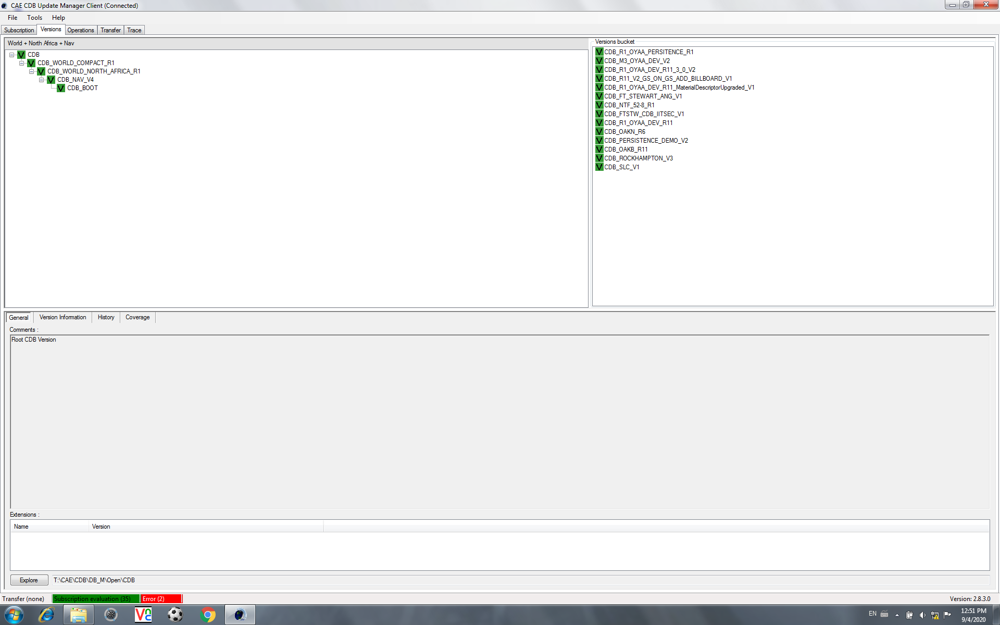 CAE CDB Update Manager Client (Connected)
File Tools Help
Subscription Versions Operations Transfer Trace
World + North Africa + Nav
CDB
CDB_WORLD_COMPACT_R1
CDB_WORLD_NORTH_AFRICA_R1
CDB_NAV_V4
CDB_BOOT
Versions bucket
CDB_R1_OYAA_PERSITENCE_R1
CDB_M3_OYAA_DEV_V2
CDB_R1_OYAA_DEV_R11_3_0_V2
CDB_R11_V2_GS_ON_GS_ADD_BILLBOARD_V1
CDB_R1_OYAA_DEV_R11_MaterialDescriptorUpgraded_V1
CDB_FT_STEWART_ANG_V1
CDB_NTF_52-8_R1
CDB_FTSTW_CDB_IITSEC_V1
CDB_R1_OYAA_DEV_R11
CDB_OAKN_R6
CDB_PERSISTENCE_DEMO_V2
CDB_OAKB_R11
CDB_ROCKHAMPTON_V3
CDB_SLC_V1
General Version Information History Coverage
Comments :
Root CDB Version
Extensions :
Name Version
Explore T:\CAE\CDB\DB_M\Open\CDB
Transfer (none) Subscription evaluation (35) Error (2) Version: 2.8.3.0
EN 12:51 PM
9/4/2020